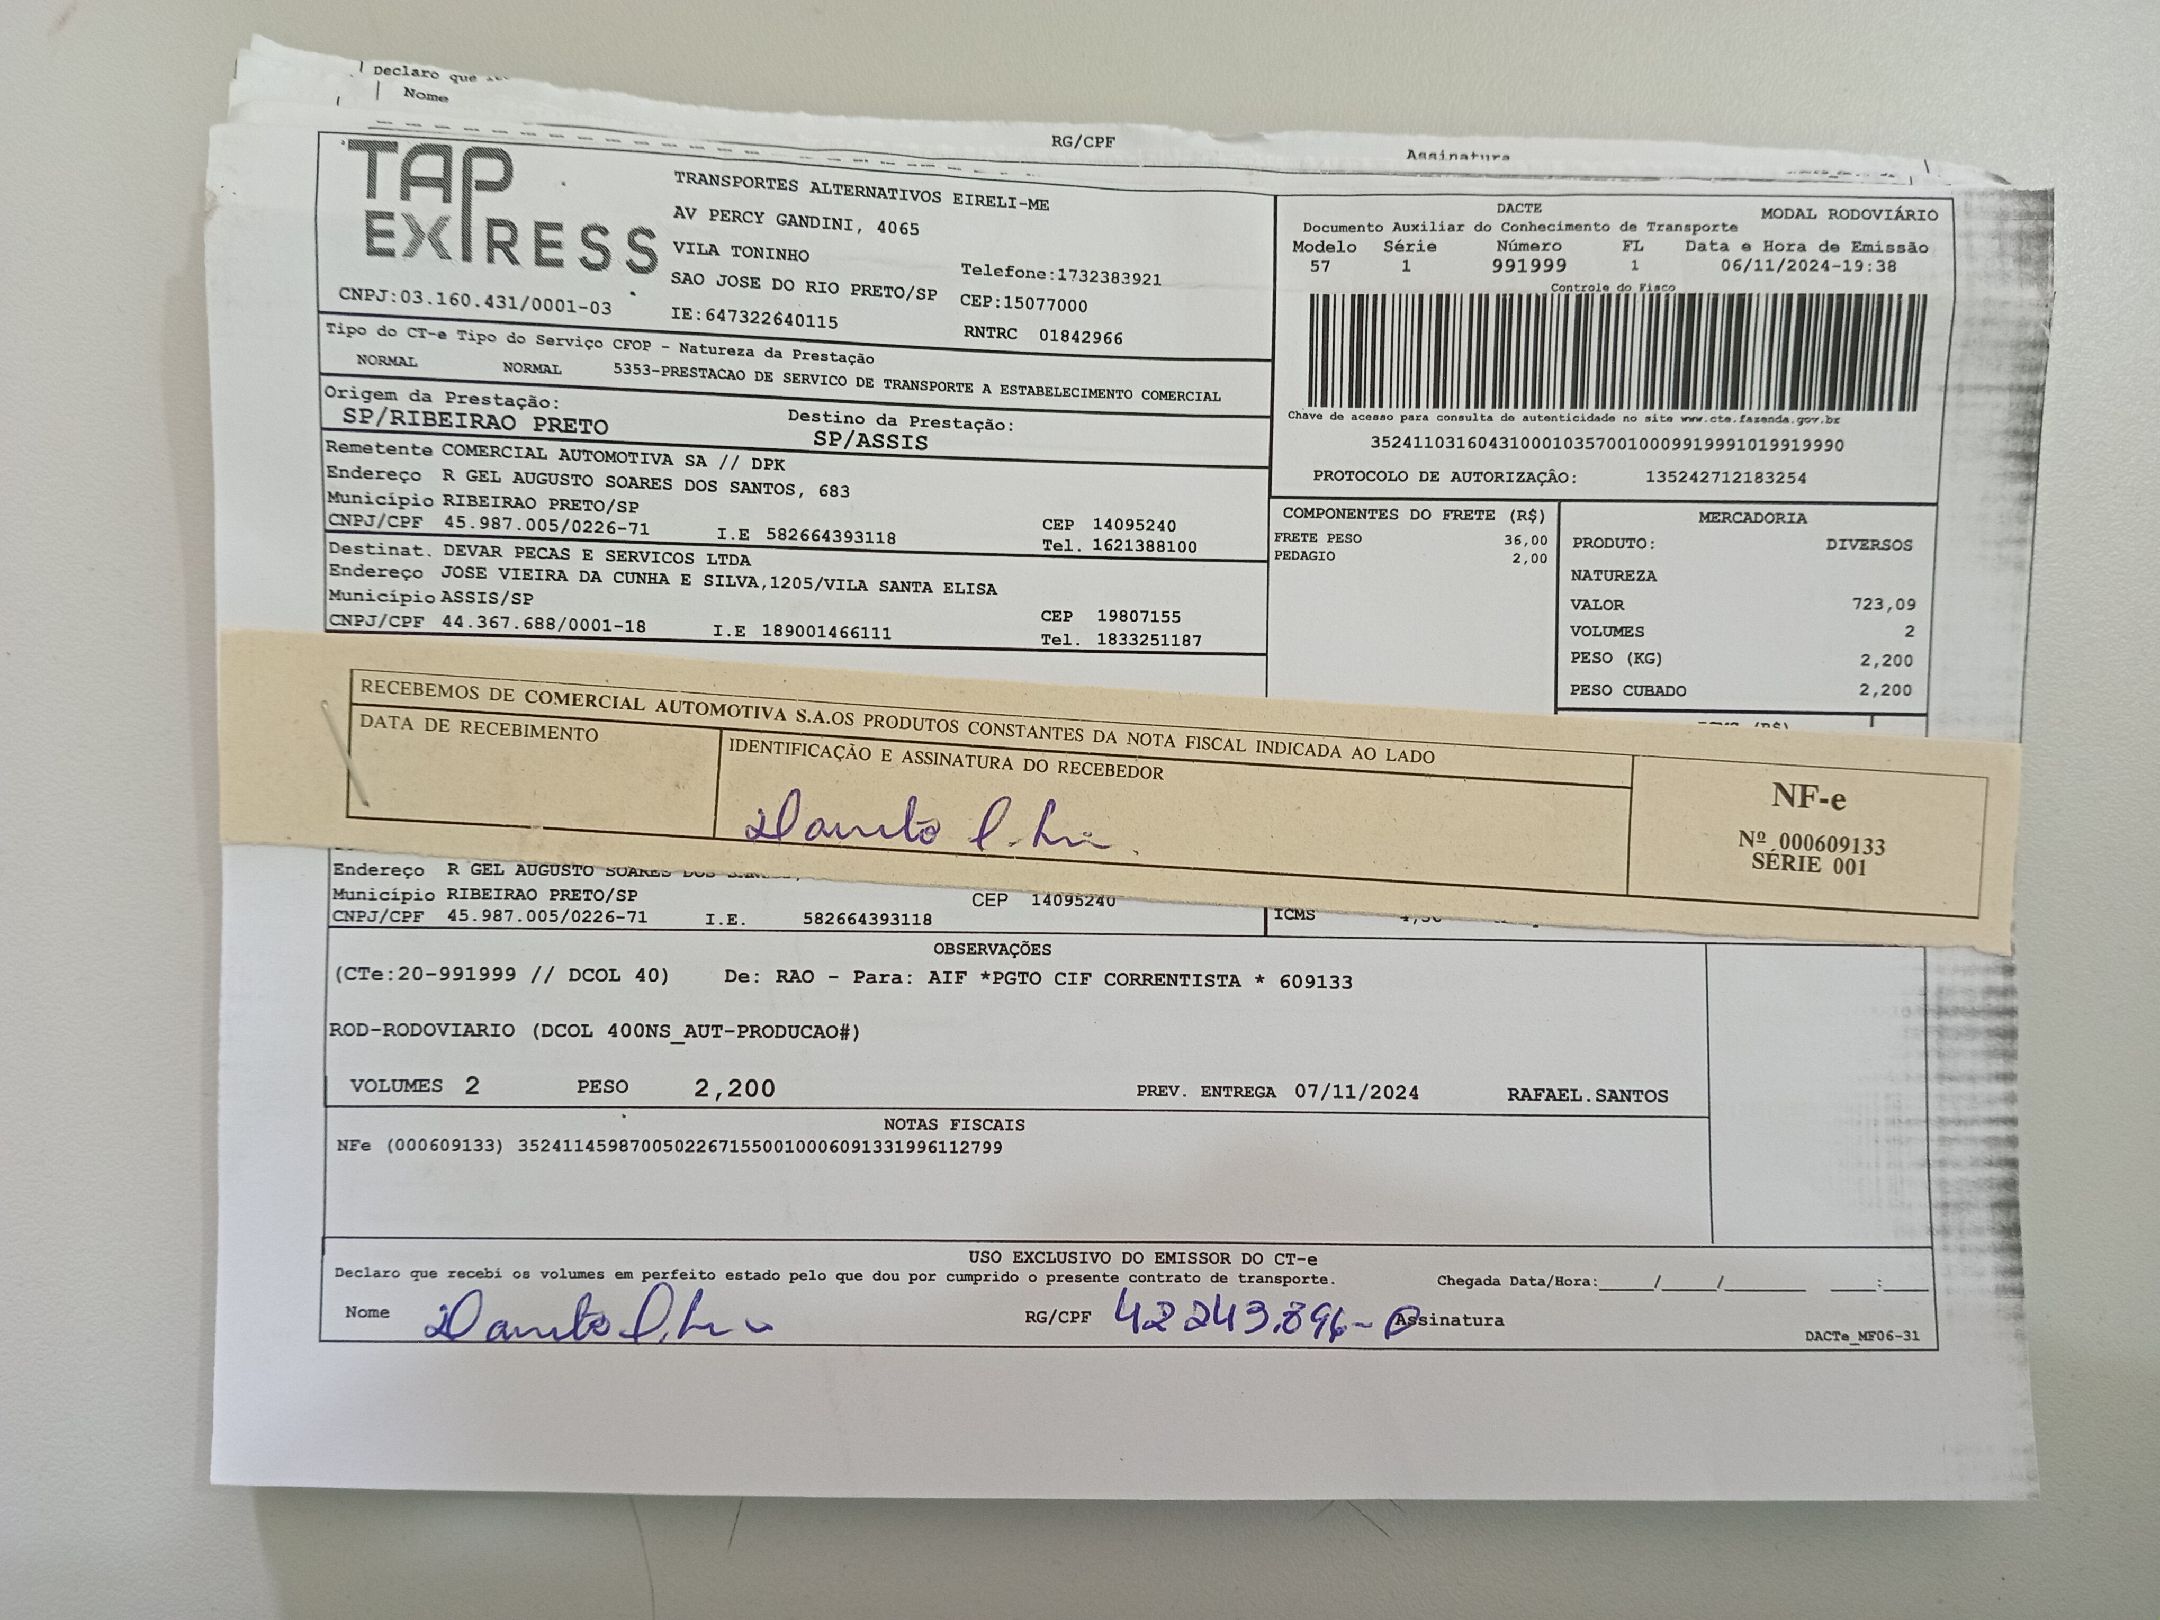 Declaro que
Nome
RG/CPF
Assinatura
TAP EXPRESS
CNPJ:03.160.431/0001-03
TRANSPORTES ALTERNATIVOS EIRELI-ME
AV PERCY GANDINI, 4065
VILA TONINHO
Telefone:1732383921
SAO JOSE DO RIO PRETO/SP CEP:15077000
IE:647322640115 RNTRC 01842966
DACTE MODAL RODOVIÁRIO
Documento Auxiliar do Conhecimento de Transporte
Modelo Série Número FL Data e Hora de Emissão
57 1 991999 1 06/11/2024-19:38
Controle do Fisco
Chave de acesso para consulta de autenticidade no site www.cte.fazenda.gov.br
35241103160431000103570010009919991019919990
PROTOCOLO DE AUTORIZAÇÂO: 135242712183254
Tipo do CT-e Tipo do Serviço CFOP - Natureza da Prestação
NORMAL NORMAL 5353-PRESTACAO DE SERVICO DE TRANSPORTE A ESTABELECIMENTO COMERCIAL
Origem da Prestação: Destino da Prestação:
SP/RIBEIRAO PRETO SP/ASSIS
Remetente COMERCIAL AUTOMOTIVA SA // DPK
Endereço R GEL AUGUSTO SOARES DOS SANTOS, 683
Município RIBEIRAO PRETO/SP CEP 14095240
CNPJ/CPF 45.987.005/0226-71 I.E 582664393118 Tel. 1621388100
Destinat. DEVAR PECAS E SERVICOS LTDA
Endereço JOSE VIEIRA DA CUNHA E SILVA,1205/VILA SANTA ELISA
Município ASSIS/SP CEP 19807155
CNPJ/CPF 44.367.688/0001-18 I.E 189001466111 Tel. 1833251187
COMPONENTES DO FRETE (R$)
FRETE PESO 36,00
PEDAGIO 2,00
MERCADORIA
PRODUTO: DIVERSOS
NATUREZA
VALOR 723,09
VOLUMES 2
PESO (KG) 2,200
PESO CUBADO 2,200
RECEBEMOS DE COMERCIAL AUTOMOTIVA S.A.OS PRODUTOS CONSTANTES DA NOTA FISCAL INDICADA AO LADO
DATA DE RECEBIMENTO
IDENTIFICAÇÃO E ASSINATURA DO RECEBEDOR
NF-e
Nº 000609133
SÉRIE 001
Endereço R GEL AUGUSTO SOARES
Município RIBEIRAO PRETO/SP CEP 14095240
CNPJ/CPF 45.987.005/0226-71 I.E. 582664393118
ICMS
OBSERVAÇÕES
(CTe:20-991999 // DCOL 40) De: RAO - Para: AIF *PGTO CIF CORRENTISTA * 609133
ROD-RODOVIARIO (DCOL 400NS_AUT-PRODUCAO#)
VOLUMES 2 PESO 2,200 PREV. ENTREGA 07/11/2024 RAFAEL.SANTOS
NOTAS FISCAIS
NFe (000609133) 35241145987005022671550010006091331996112799
USO EXCLUSIVO DO EMISSOR DO CT-e
Declaro que recebi os volumes em perfeito estado pelo que dou por cumprido o presente contrato de transporte. Chegada Data/Hora:____/____/______ ____:____
Nome RG/CPF 42243.896- Assinatura
DACTe_MF06-31